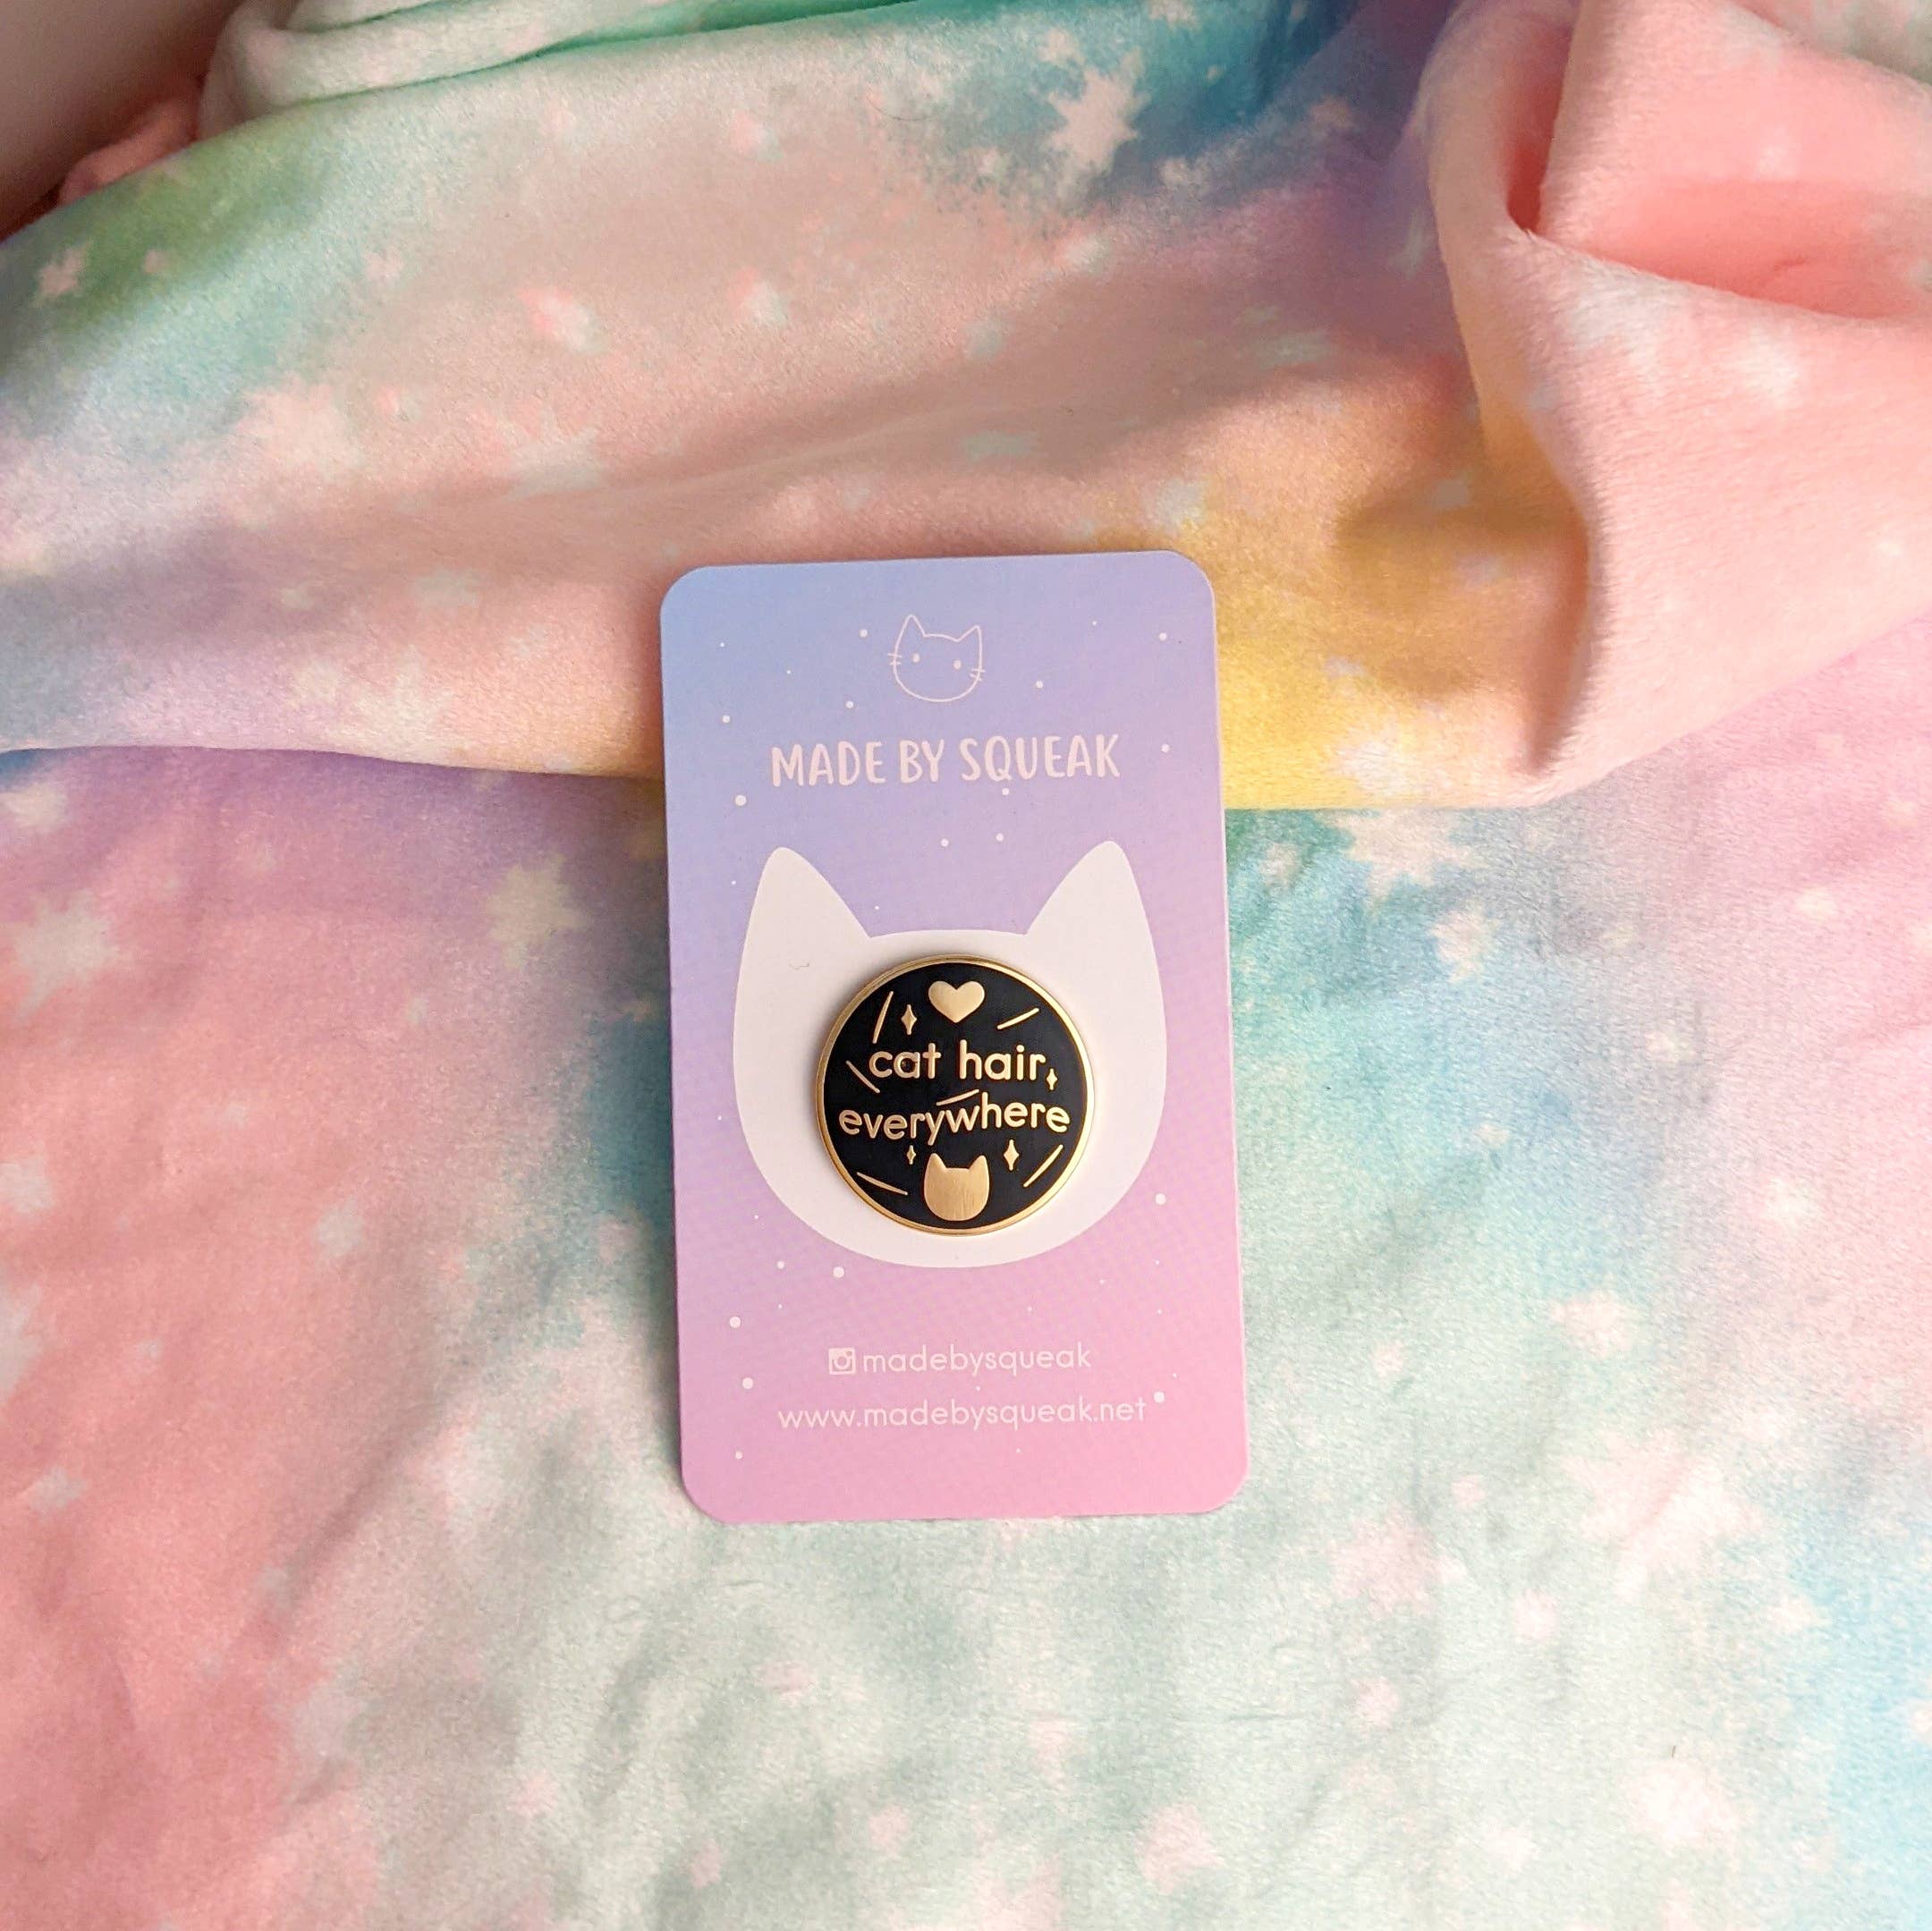 MADE BY SQUEAK
cat hair
everywhere
madebysqueak
www.madebysqueak.net